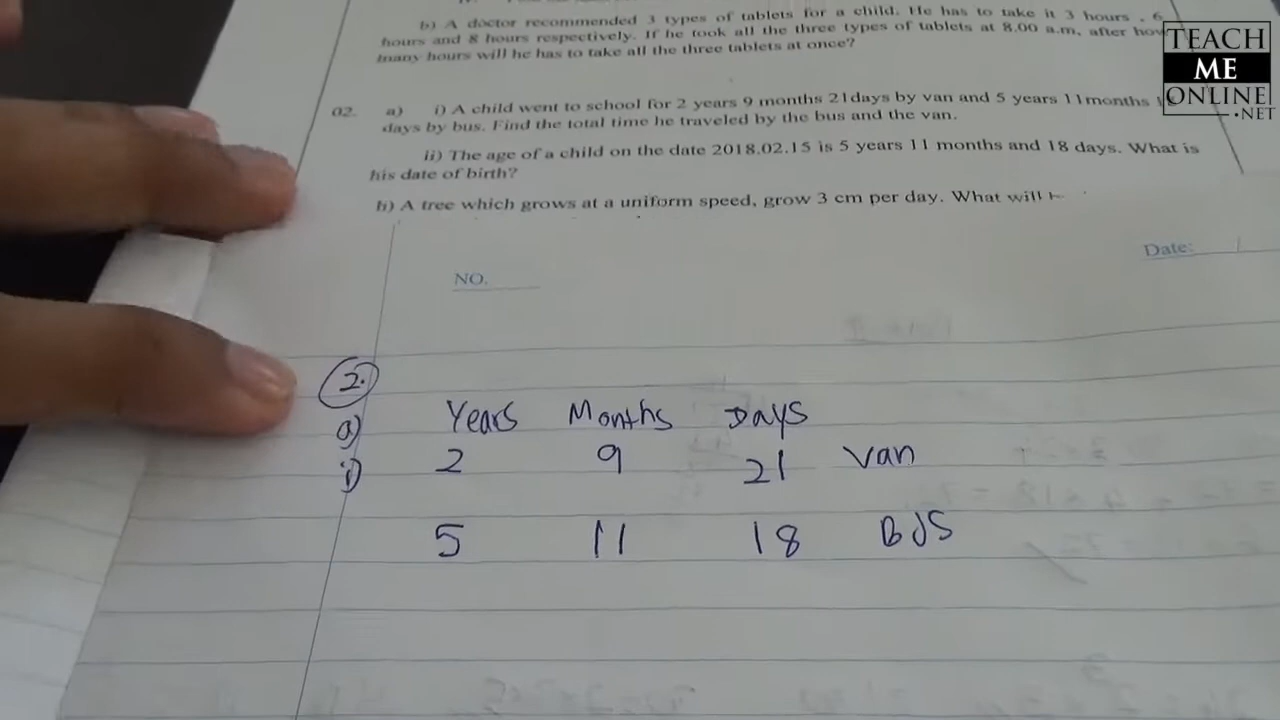 b) A doctor recommended 3 types of tablets for a child. He has to take it 3 hours , 6
hours and 8 hours respectively. If he took all the three types of tablets at 8.00 a.m, after how
many hours will he has to take all the three tablets at once?
02. a) i) A child went to school for 2 years 9 months 21days by van and 5 years 11months
days by bus. Find the total time he traveled by the bus and the van.
ii) The age of a child on the date 2018.02.15 is 5 years 11 months and 18 days. What is
his date of birth?
h) A tree which grows at a uniform speed, grow 3 cm per day. What will
TEACH
ME
ONLINE
.NET
NO.
Date:
2.
a) Years Months Days
i) 2 9 21 Van
5 11 18 BUS